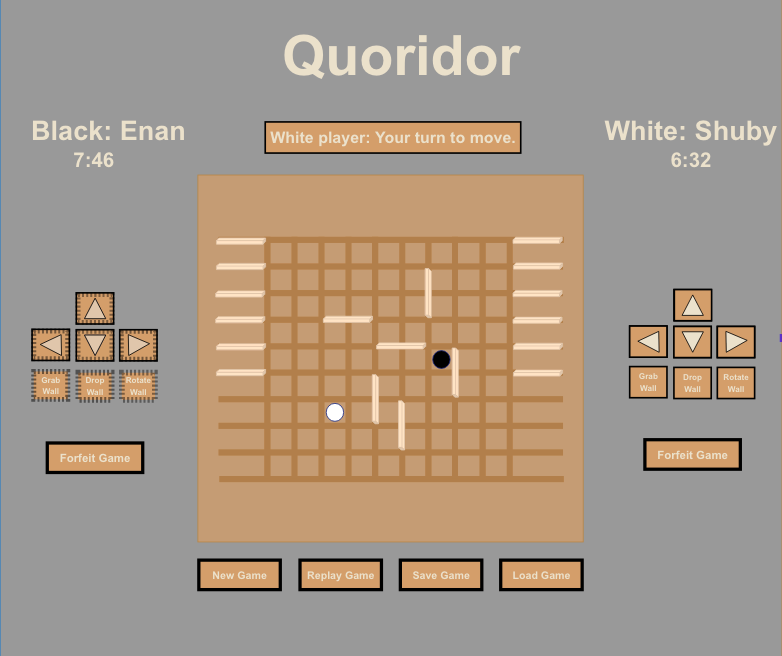 Quoridor
Black: Enan
7:46
White player: Your turn to move.
White: Shuby
6:32
Grab
Wall
Drop
Wall
Rotate
Wall
Forfeit Game
Grab
Wall
Drop
Wall
Rotate
Wall
Forfeit Game
New Game
Replay Game
Save Game
Load Game